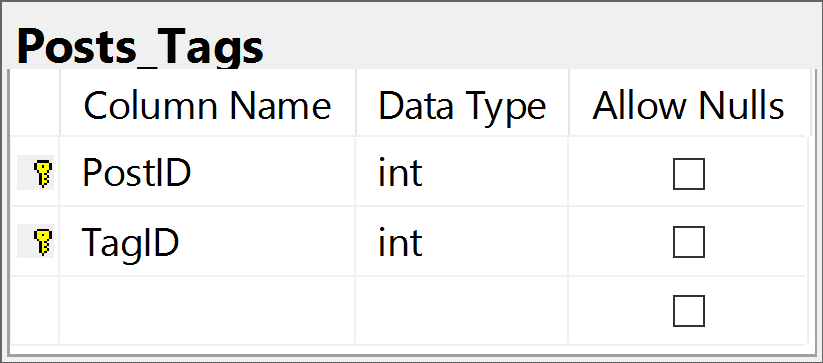 Posts_Tags
Column Name Data Type Allow Nulls
PostID int
TagID int